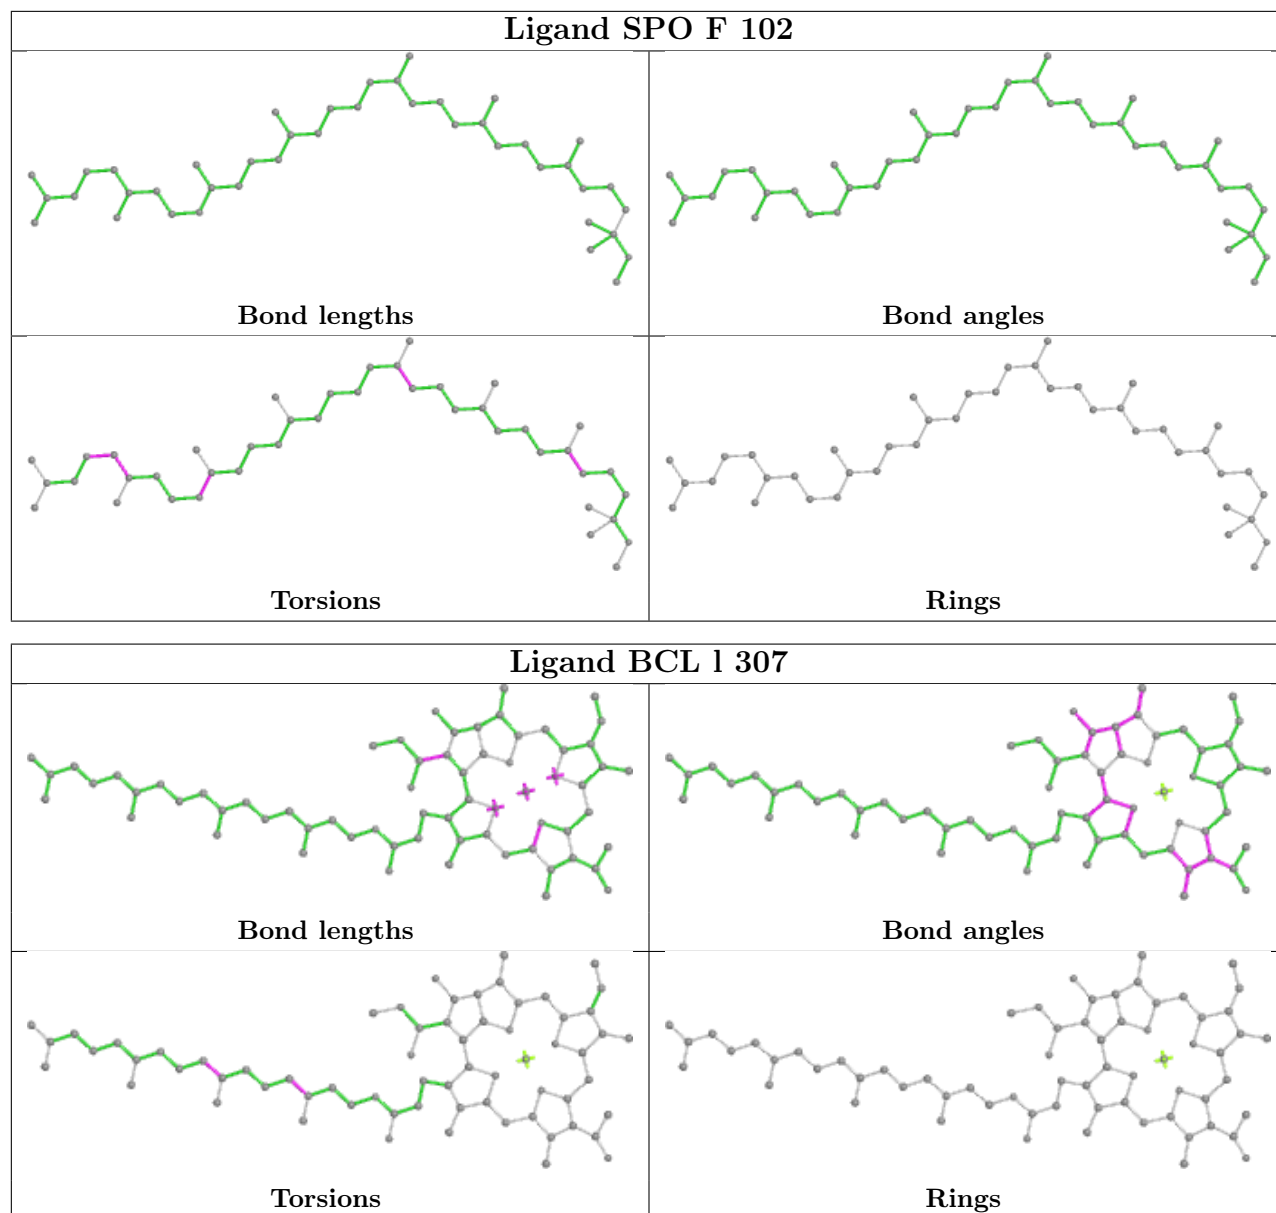 Ligand SPO F 102
Bond lengths
Bond angles
Torsions
Rings
Ligand BCL l 307
Bond lengths
Bond angles
Torsions
Rings